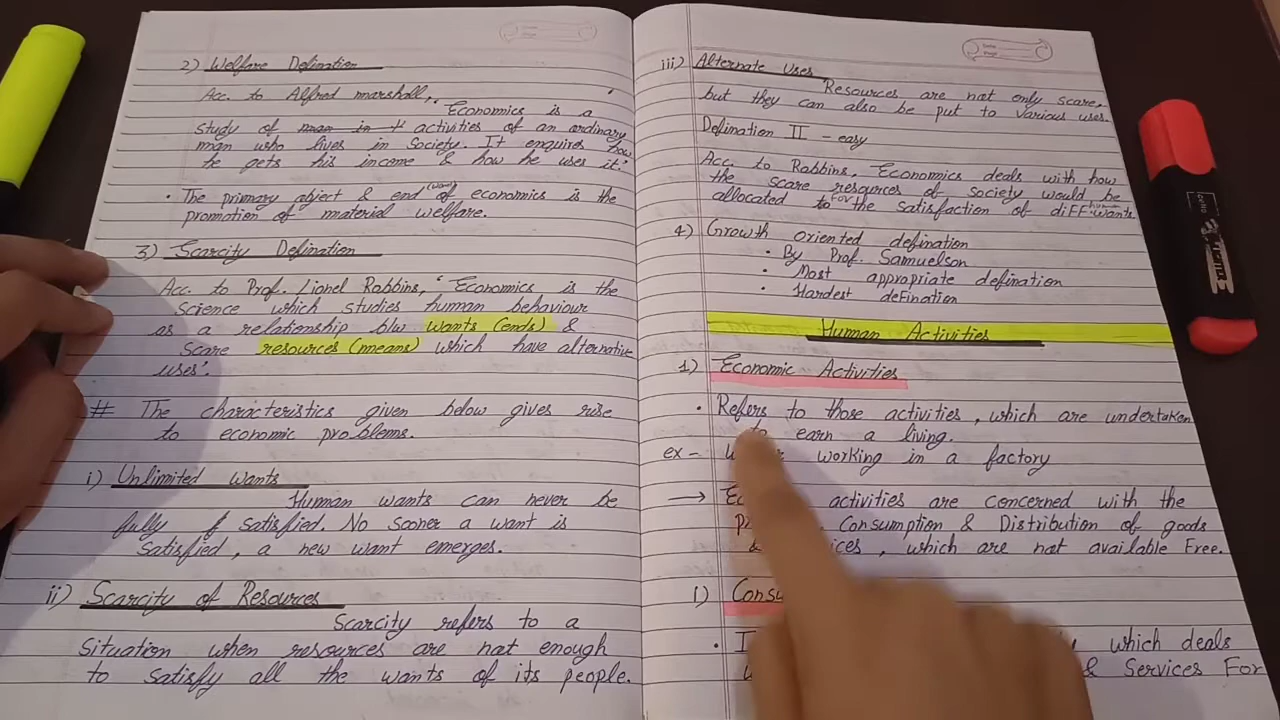 2) Welfare Defination
Acc. to Alfred marshall, "Economics is a
study of man in t activities of an ordinary
man who lives in Society. It enquires how
he gets his income & how he uses it."
• The primary object & end (war) of economics is the
promotion of material welfare.
3) Scarcity Defination
Acc. to Prof. Lionel Robbins, "Economics is the
Science which studies human behaviour
as a relationship b/w wants (ends) &
scare resources (means) which have alternative
uses".
# The characteristics given below gives rise
to economic problems.
i) Unlimited wants
Human wants can never be
fully satisfied. No sooner a want is
satisfied, a new want emerges.
ii) Scarcity of Resources
Scarcity refers to a
situation when resources are not enough
to satisfy all the wants of its people.
iii) Alternate Uses
Resources are not only scare,
but they can also be put to various uses.
Defination II - easy
Acc. to Robbins, Economics deals with how
the scare resources of Society would be
allocated to for the satisfaction of diff. human wants
4) Growth oriented defination
• By Prof. Samuelson
• Most appropriate defination
• Hardest defination
Human Activities
1) Economic Activities
• Refers to those activities, which are undertaken
to earn a living.
ex - working in a factory
→ activities are concerned with the
Consumption & Distribution of goods
&, which are not available free.
i)
• which deals
& Services For